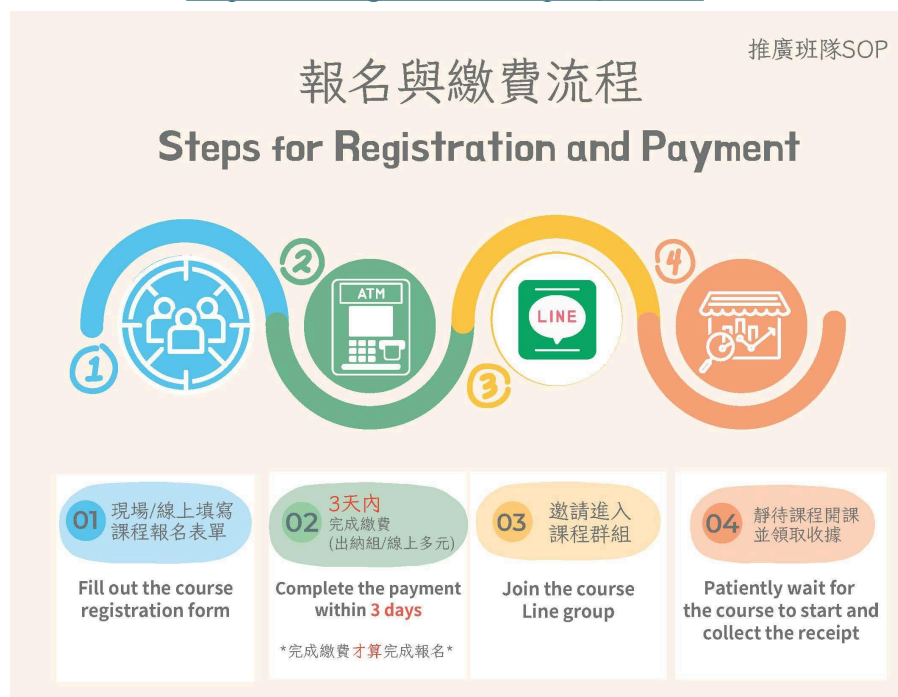 推廣班隊SOP
報名與繳費流程
Steps for Registration and Payment
1
2
ATM
LINE
3
4
01 現場/線上填寫
課程報名表單
Fill out the course
registration form
02 3天內
完成繳費
(出納組/線上多元)
Complete the payment
within 3 days
*完成繳費才算完成報名*
03 邀請進入
課程群組
Join the course
Line group
04 靜待課程開課
並領取收據
Patiently wait for
the course to start and
collect the receipt